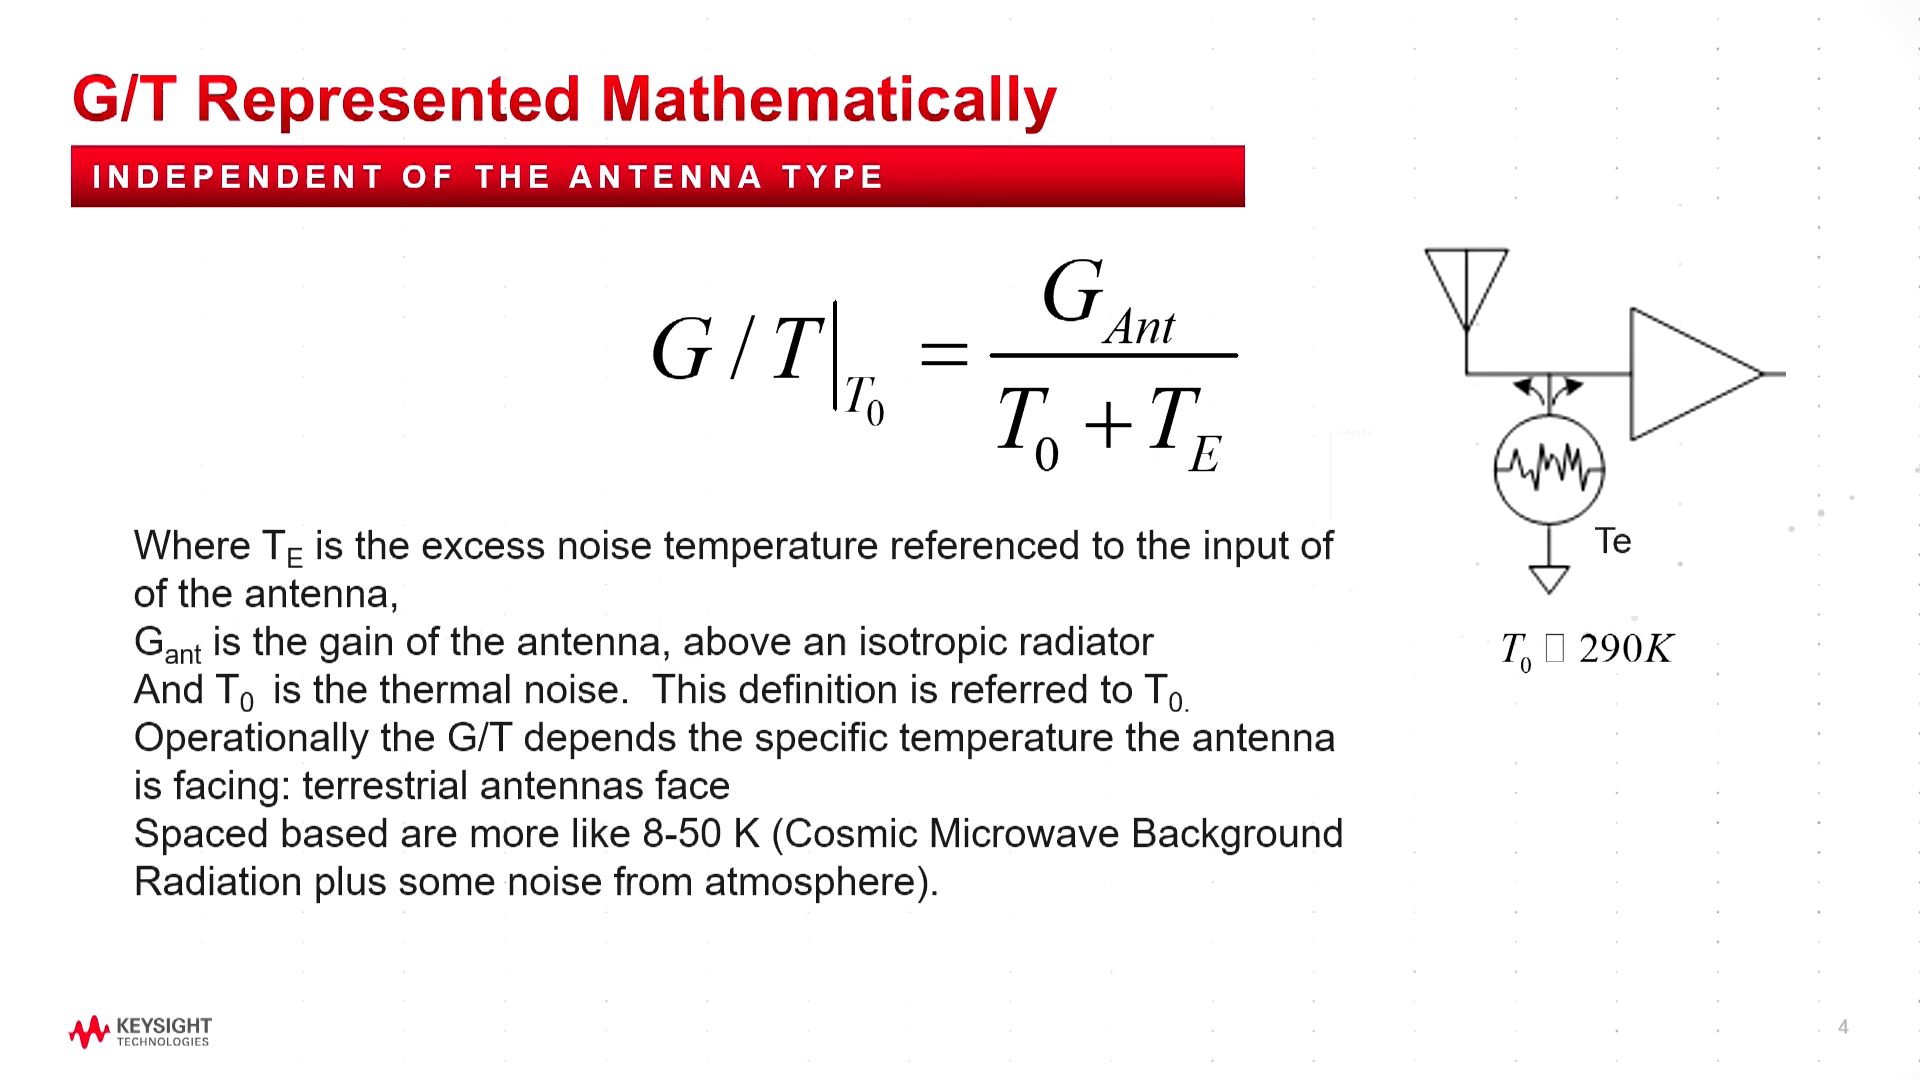 G/T Represented Mathematically
INDEPENDENT OF THE ANTENNA TYPE
G / T|T₀ = G_Ant / (T₀ + T_E)
Where T_E is the excess noise temperature referenced to the input of
of the antenna,
G_ant is the gain of the antenna, above an isotropic radiator
And T₀ is the thermal noise. This definition is referred to T₀.
Operationally the G/T depends the specific temperature the antenna
is facing: terrestrial antennas face
Spaced based are more like 8-50 K (Cosmic Microwave Background
Radiation plus some noise from atmosphere).
Te
T₀ □ 290K
KEYSIGHT
TECHNOLOGIES
4